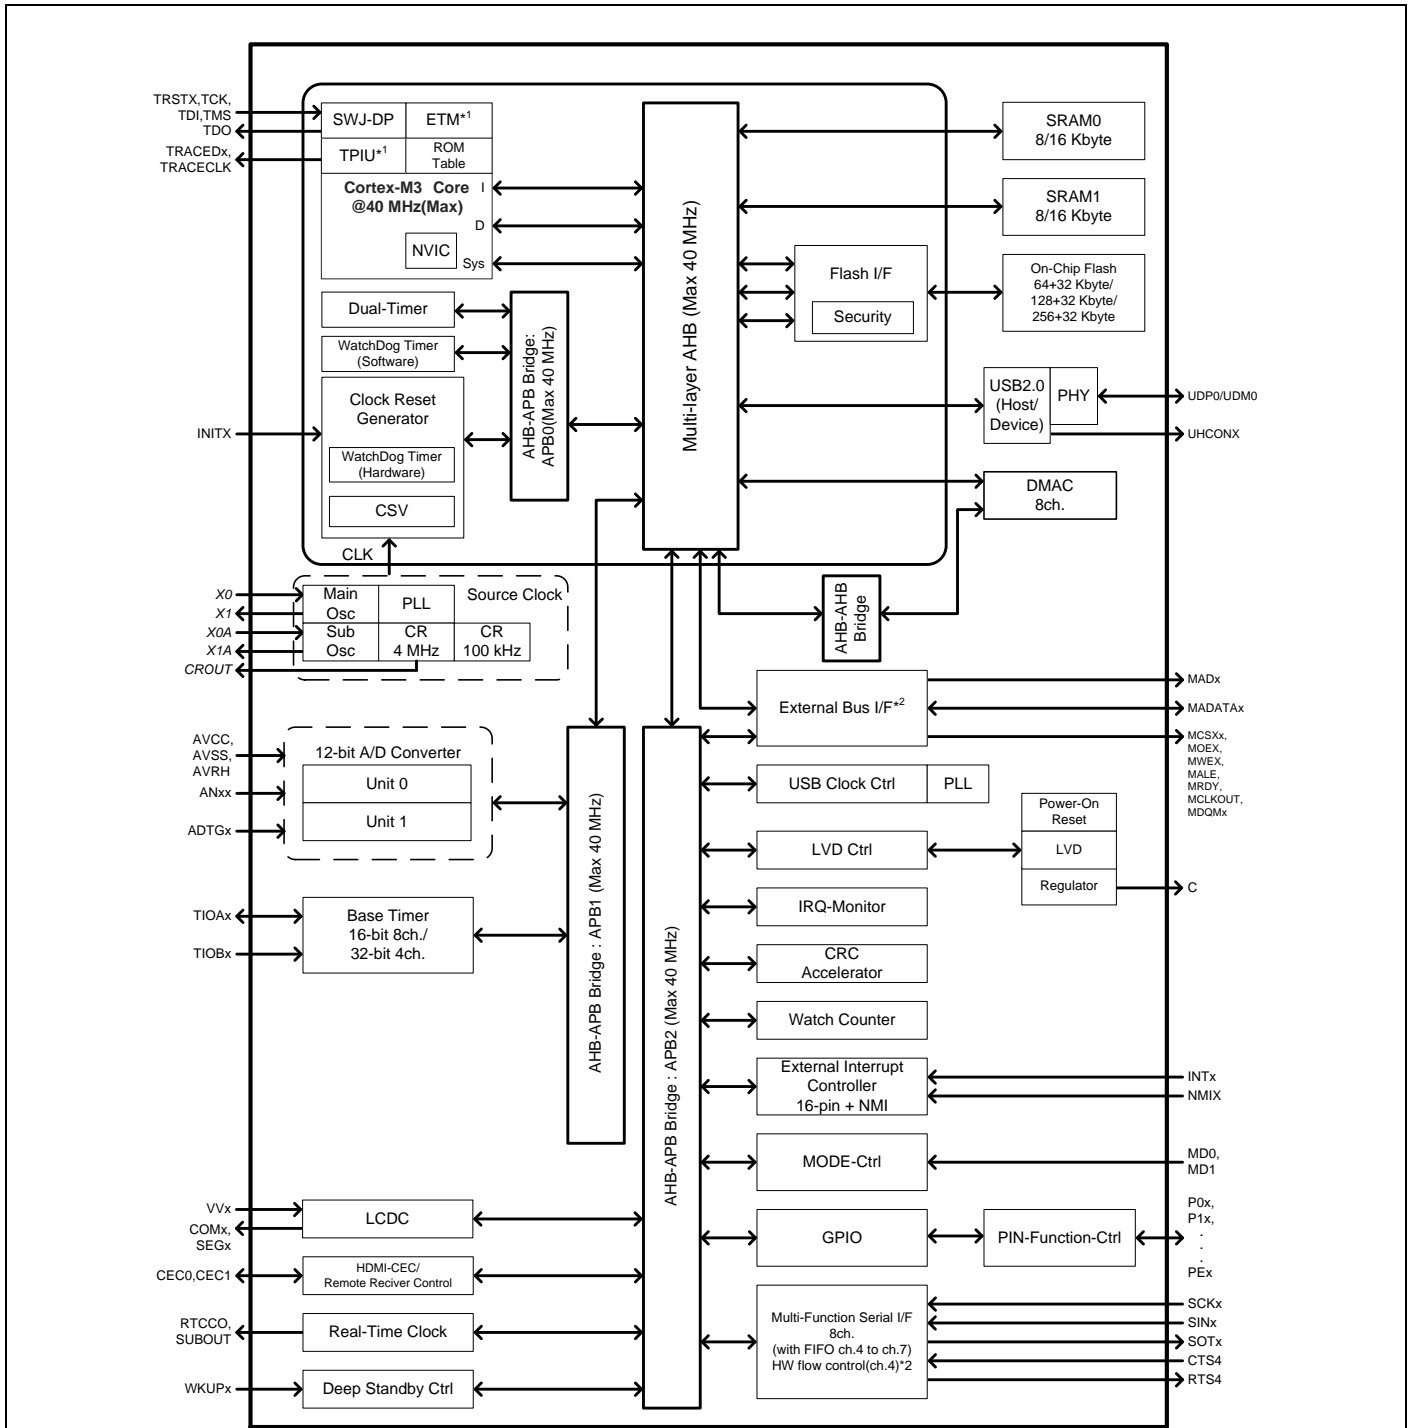 TRSTX,TCK,
TDI,TMS
TDO
TRACEDx,
TRACECLK
SWJ-DP
ETM*1
TPIU*1
ROM
Table
Cortex-M3 Core
@40 MHz(Max)
I
D
Sys
NVIC
Dual-Timer
WatchDog Timer
(Software)
Clock Reset
Generator
WatchDog Timer
(Hardware)
CSV
INITX
CLK
AHB-APB Bridge:
APB0(Max 40 MHz)
Multi-layer AHB (Max 40 MHz)
SRAM0
8/16 Kbyte
SRAM1
8/16 Kbyte
Flash I/F
Security
On-Chip Flash
64+32 Kbyte/
128+32 Kbyte/
256+32 Kbyte
USB2.0
(Host/
Device)
PHY
UDP0/UDM0
UHCONX
DMAC
8ch.
AHB-AHB
Bridge
X0
X1
X0A
X1A
CROUT
Main
Osc
PLL
Source Clock
Sub
Osc
CR
4 MHz
CR
100 kHz
AVCC,
AVSS,
AVRH
ANxx
ADTGx
12-bit A/D Converter
Unit 0
Unit 1
TIOAx
TIOBx
Base Timer
16-bit 8ch./
32-bit 4ch.
AHB-APB Bridge : APB1 (Max 40 MHz)
AHB-APB Bridge : APB2 (Max 40 MHz)
External Bus I/F*2
MADx
MADATAx
MCSXx,
MOEX,
MWEX,
MALE,
MRDY,
MCLKOUT,
MDQMx
USB Clock Ctrl
PLL
LVD Ctrl
Power-On
Reset
LVD
Regulator
C
IRQ-Monitor
CRC
Accelerator
Watch Counter
External Interrupt
Controller
16-pin + NMI
INTx
NMIX
MODE-Ctrl
MD0,
MD1
GPIO
PIN-Function-Ctrl
P0x,
P1x,
.
.
.
PEx
Multi-Function Serial I/F
8ch.
(with FIFO ch.4 to ch.7)
HW flow control(ch.4)*2
SCKx
SINx
SOTx
CTS4
RTS4
VVx
COMx,
SEGx
LCDC
CEC0,CEC1
HDMI-CEC/
Remote Reciver Control
RTCCO,
SUBOUT
Real-Time Clock
WKUPx
Deep Standby Ctrl